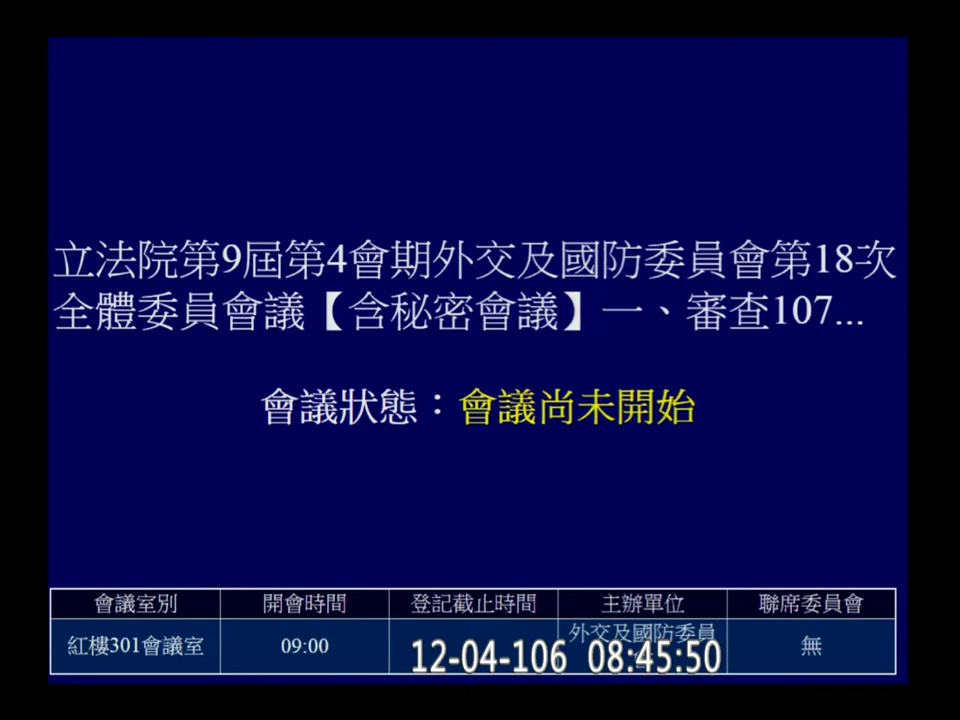 立法院第9屆第4會期外交及國防委員會第18次
全體委員會議【含秘密會議】一、審查107...
會議狀態：會議尚未開始
會議室別 開會時間 登記截止時間 主辦單位 聯席委員會
紅樓301會議室 09:00 外交及國防委員 無
12-04-106 08:45:50